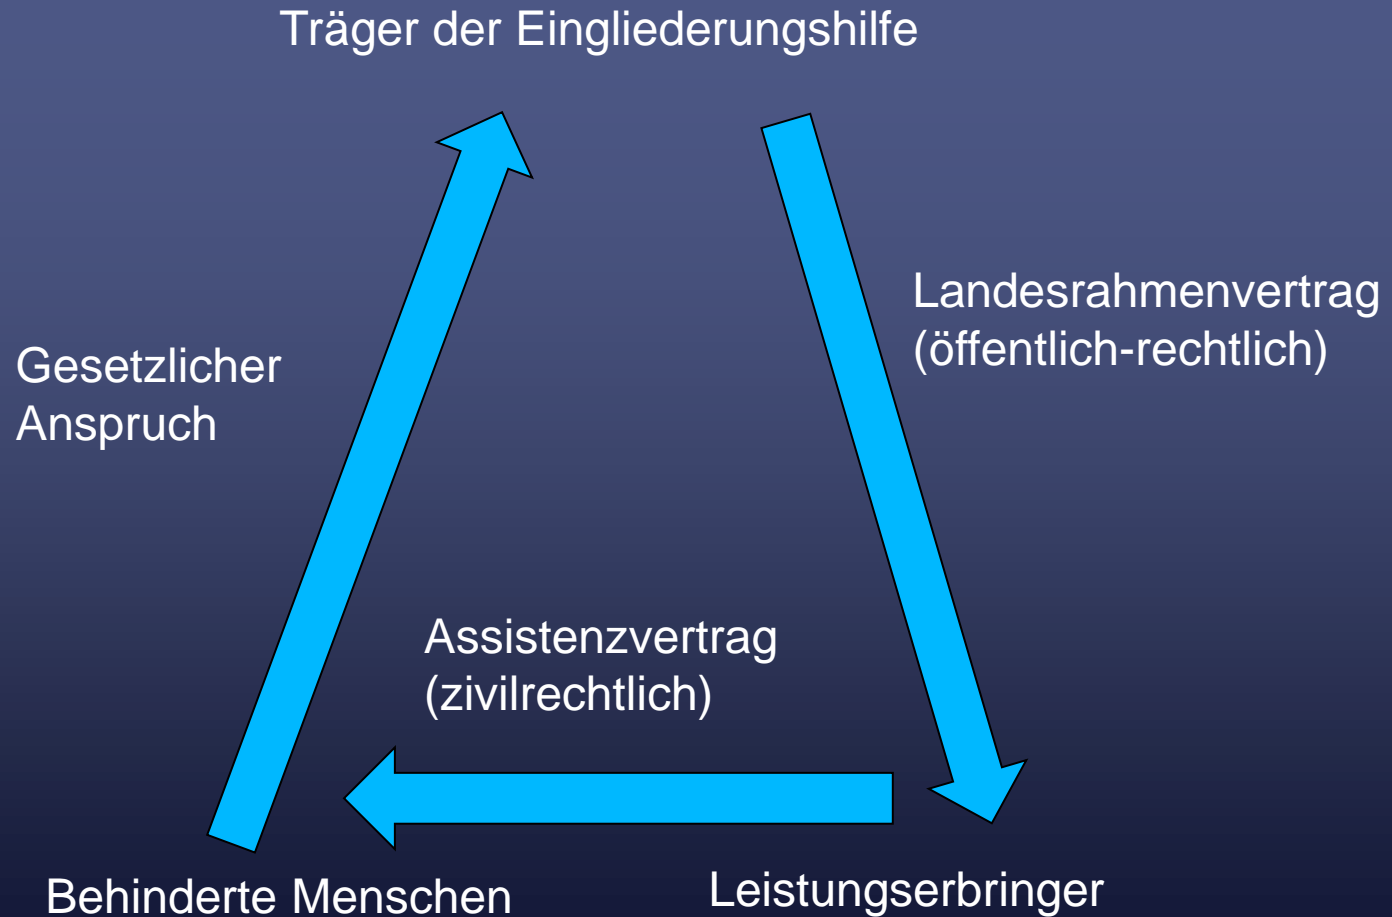 Träger der Eingliederungshilfe
Landesrahmenvertrag
(öffentlich-rechtlich)
Gesetzlicher
Anspruch
Assistenzvertrag
(zivilrechtlich)
Behinderte Menschen
Leistungserbringer